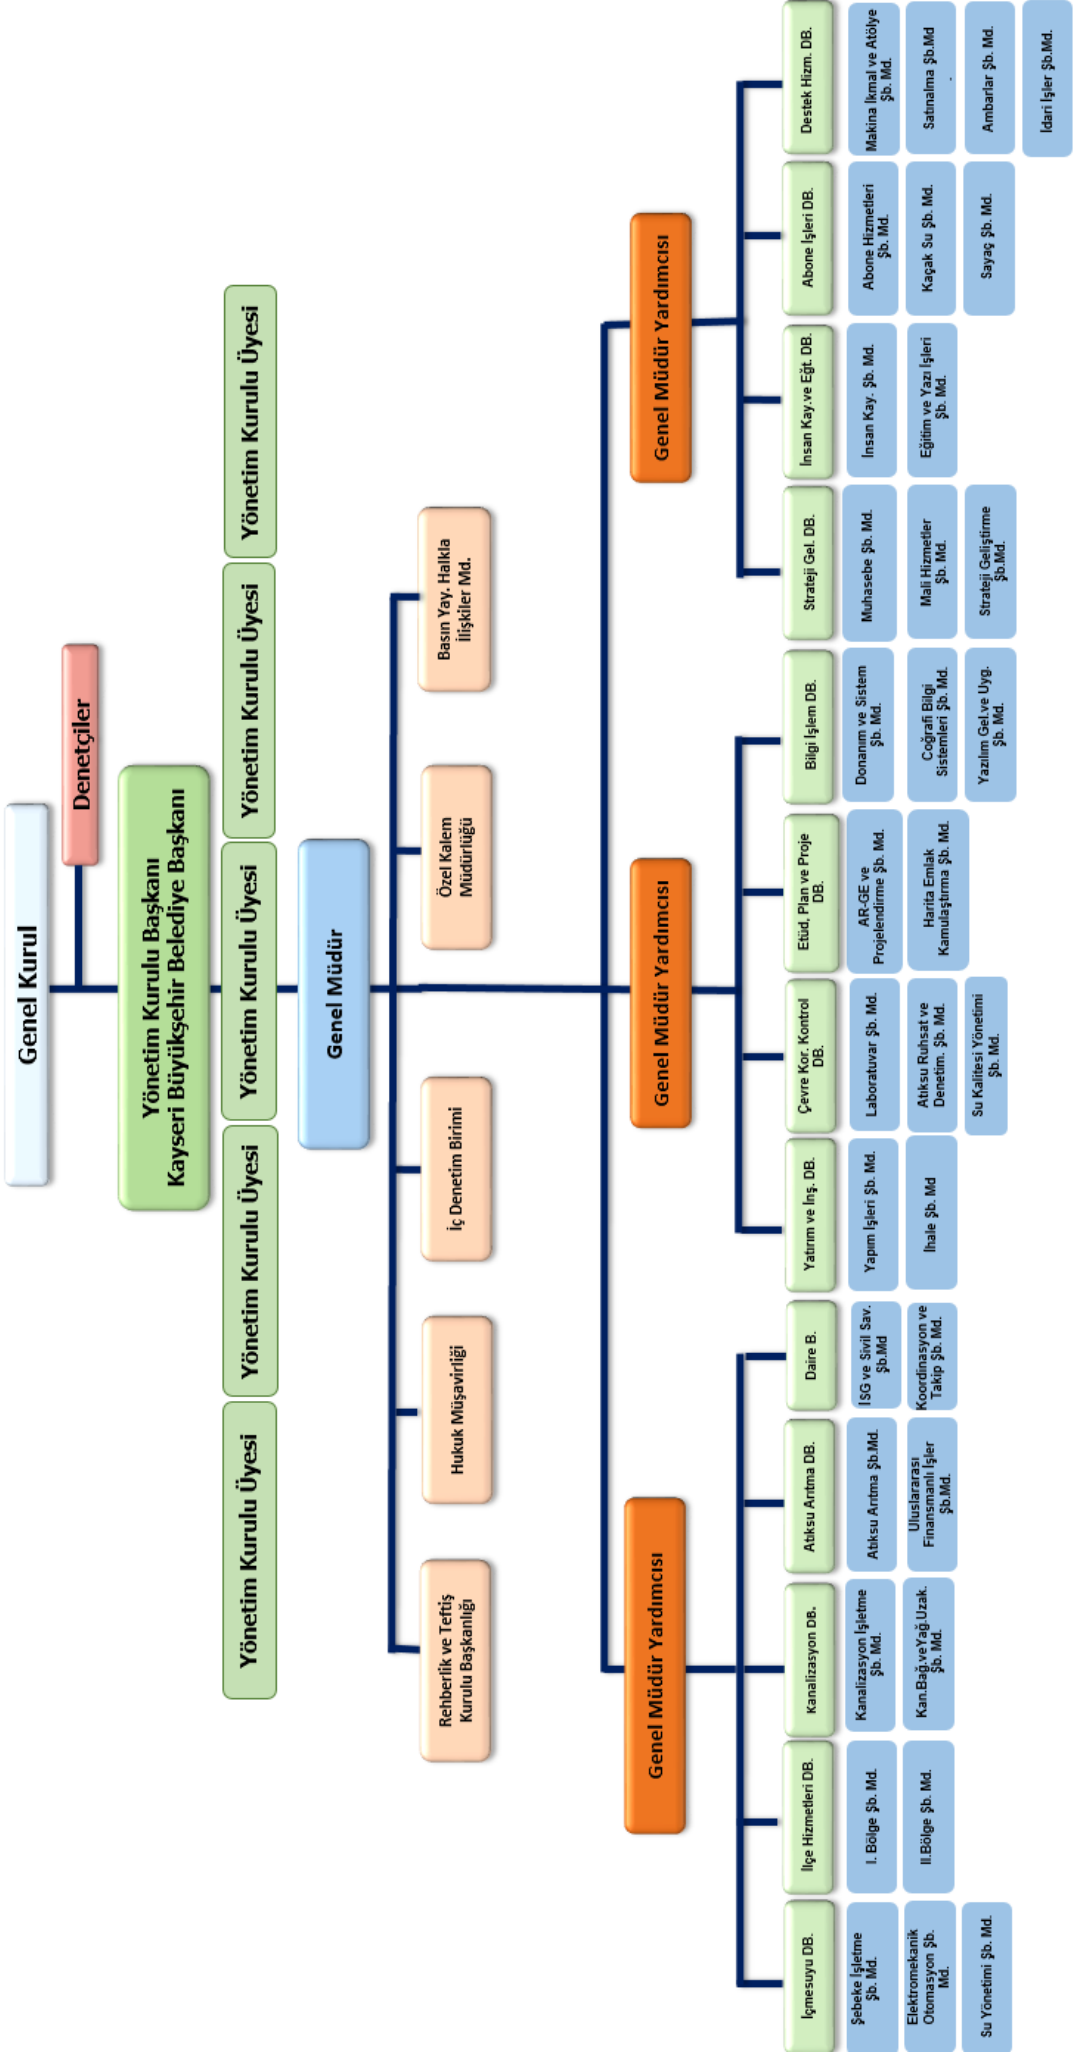 Genel Kurul
Denetçiler
Yönetim Kurulu Başkanı
Kayseri Büyükşehir Belediye Başkanı
Yönetim Kurulu Üyesi
Yönetim Kurulu Üyesi
Yönetim Kurulu Üyesi
Yönetim Kurulu Üyesi
Yönetim Kurulu Üyesi
Genel Müdür
Rehberlik ve Teftiş
Kurulu Başkanlığı
Hukuk Müşavirliği
İç Denetim Birimi
Özel Kalem
Müdürlüğü
Basın Yay. Halkla
İlişkiler Md.
Genel Müdür Yardımcısı
Genel Müdür Yardımcısı
Genel Müdür Yardımcısı
İçmesuyu DB.
Şebeke İşletme
Şb. Md.
Elektromekanik
Otomasyon Şb.
Md.
Su Yönetimi Şb. Md.
İlçe Hizmetleri DB.
I. Bölge Şb. Md.
II.Bölge Şb. Md.
Kanalizasyon DB.
Kanalizasyon İşletme
Şb. Md.
Kan.Bağ.veYağ.Uzak.
Şb. Md.
Atıksu Arıtma DB.
Atıksu Arıtma Şb.Md.
Uluslararası
Finansmanlı İşler
Şb.Md.
Daire B.
İSG ve Sivil Sav.
Şb.Md
Koordinasyon ve
Takip Şb. Md.
Yatırım ve İnş. DB.
Yapım İşleri Şb. Md.
İhale Şb. Md
Çevre Kor. Kontrol
DB.
Laboratuvar Şb. Md.
Atıksu Ruhsat ve
Denetim. Şb. Md.
Su Kalitesi Yönetimi
Şb. Md.
Etüd, Plan ve Proje
DB.
AR-GE ve
Projelendirme Şb. Md.
Harita Emlak
Kamulaştırma Şb. Md.
Bilgi İşlem DB.
Donanım ve Sistem
Şb. Md.
Coğrafi Bilgi
Sistemleri Şb. Md.
Yazılım Gel.ve Uyg.
Şb. Md.
Strateji Gel. DB.
Muhasebe Şb. Md.
Mali Hizmetler
Şb. Md.
Strateji Geliştirme
Şb.Md.
İnsan Kay.ve Eğt. DB.
İnsan Kay. Şb. Md.
Eğitim ve Yazı İşleri
Şb. Md.
Abone İşleri DB.
Abone Hizmetleri
Şb. Md.
Kaçak Su Şb. Md.
Sayaç Şb. Md.
Destek Hizm. DB.
Makina İkmal ve Atölye
Şb. Md.
Satınalma Şb.Md
Ambarlar Şb. Md.
İdari İşler Şb.Md.